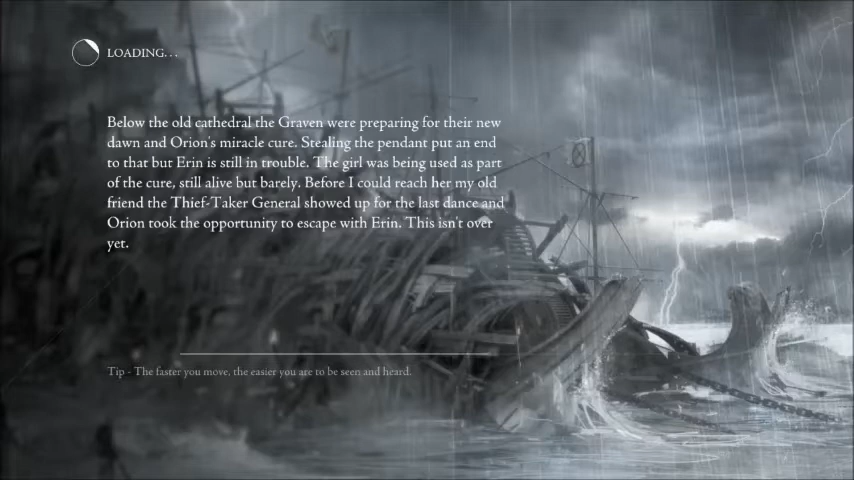 LOADING...
Below the old cathedral the Graven were preparing for their new
dawn and Orion's miracle cure. Stealing the pendant put an end
to that but Erin is still in trouble. The girl was being used as part
of the cure, still alive but barely. Before I could reach her my old
friend the Thief-Taker General showed up for the last dance and
Orion took the opportunity to escape with Erin. This isn't over
yet.
Tip - The faster you move, the easier you are to be seen and heard.